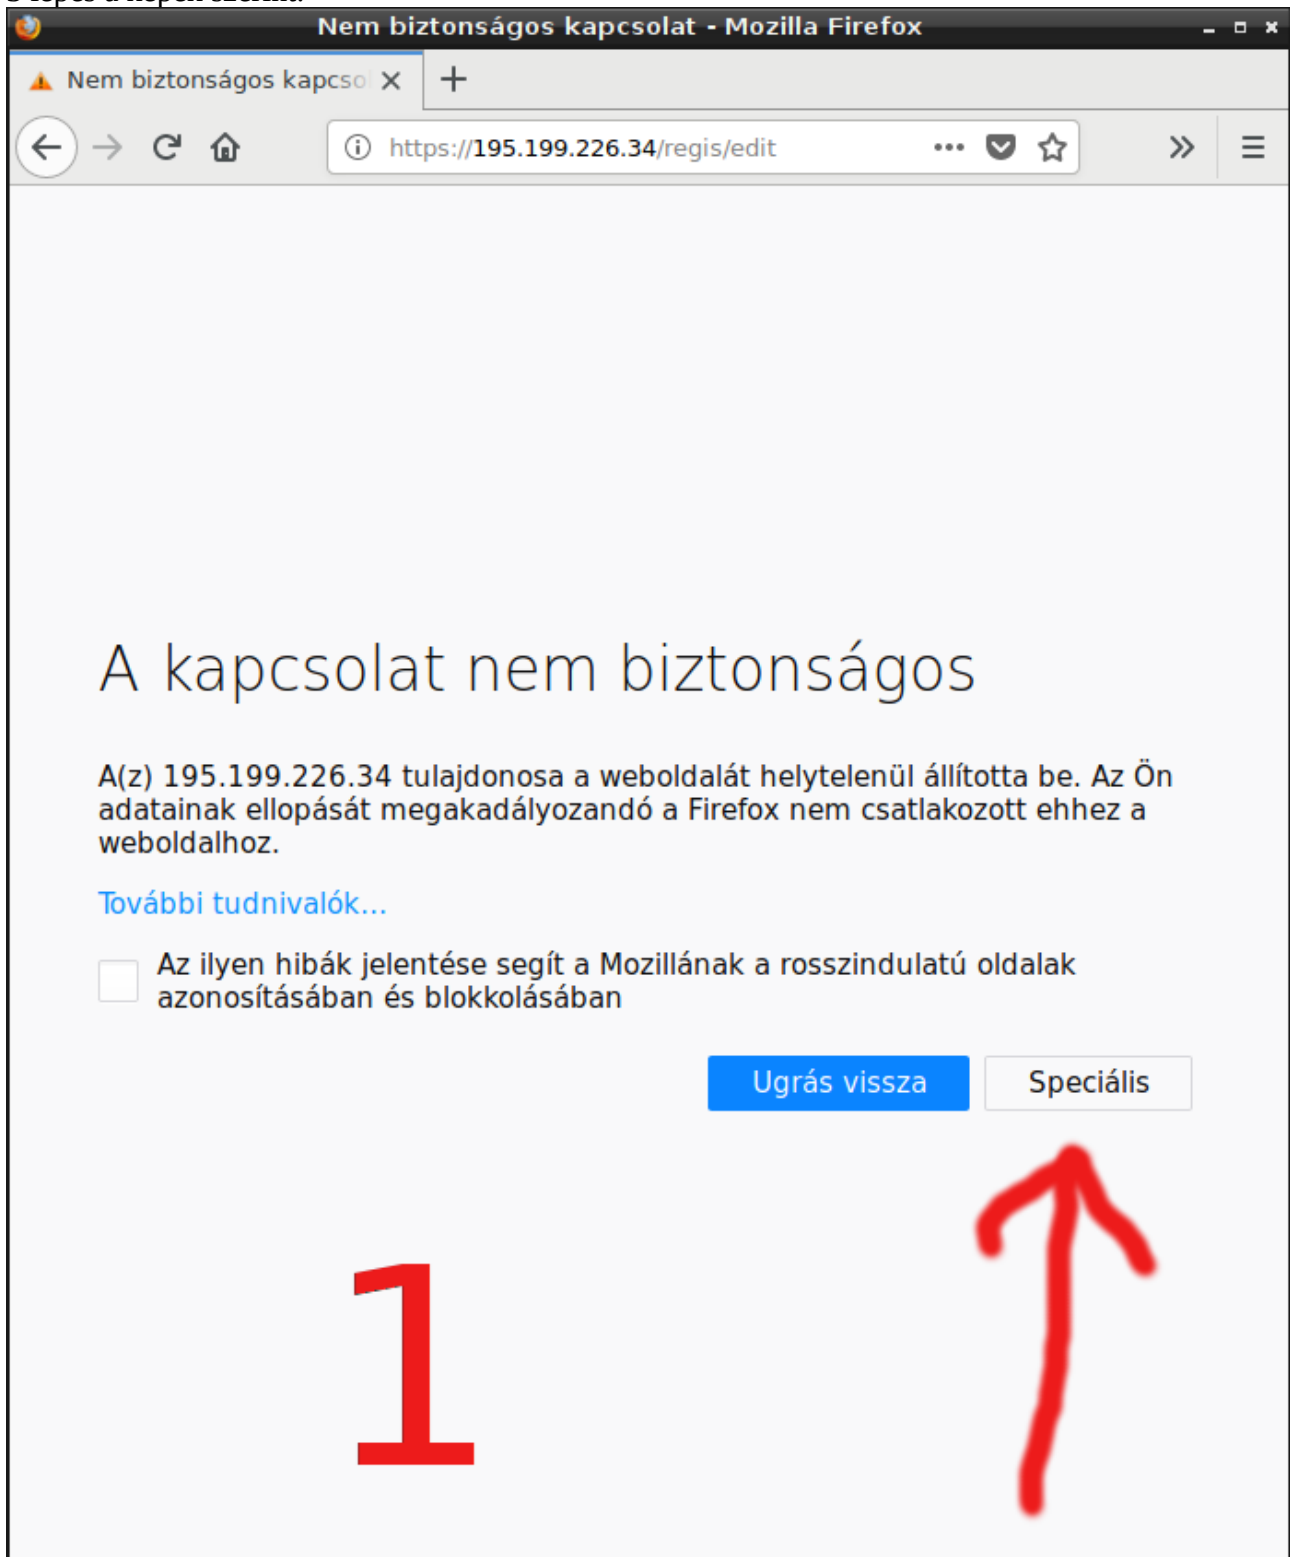 Nem biztonságos kapcsolat - Mozilla Firefox
Nem biztonságos kapcsol
https://195.199.226.34/regis/edit
A kapcsolat nem biztonságos
A(z) 195.199.226.34 tulajdonosa a weboldalát helytelenül állította be. Az Ön
adatainak ellopását megakadályozandó a Firefox nem csatlakozott ehhez a
weboldalhoz.
További tudnivalók...
Az ilyen hibák jelentése segít a Mozillának a rosszindulatú oldalak
azonosításában és blokkolásában
Ugrás vissza
Speciális
1